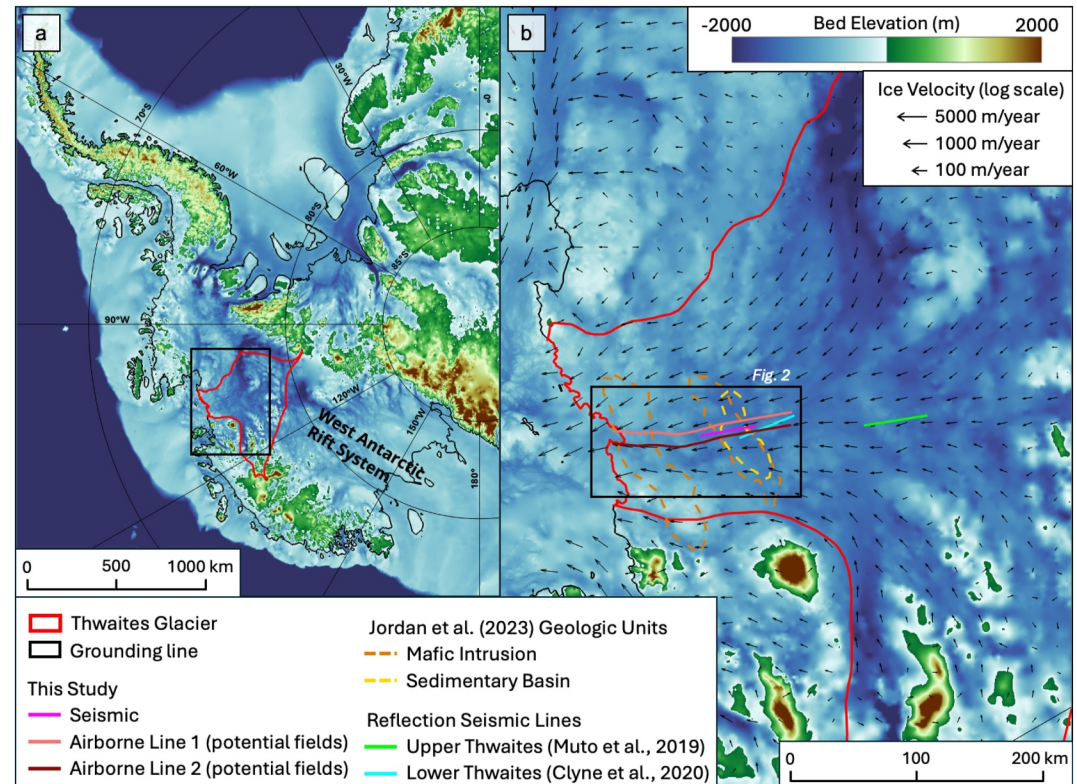 a
70°S
60°W
30°W
0°
80°S
85°S
90°W
120°W
150°W
180°
West Antarctic
Rift System
0 500 1000 km
b
-2000 Bed Elevation (m) 2000
Ice Velocity (log scale)
5000 m/year
1000 m/year
100 m/year
Fig. 2
0 100 200 km
Thwaites Glacier
Grounding line
This Study
Seismic
Airborne Line 1 (potential fields)
Airborne Line 2 (potential fields)
Jordan et al. (2023) Geologic Units
Mafic Intrusion
Sedimentary Basin
Reflection Seismic Lines
Upper Thwaites (Muto et al., 2019)
Lower Thwaites (Clyne et al., 2020)